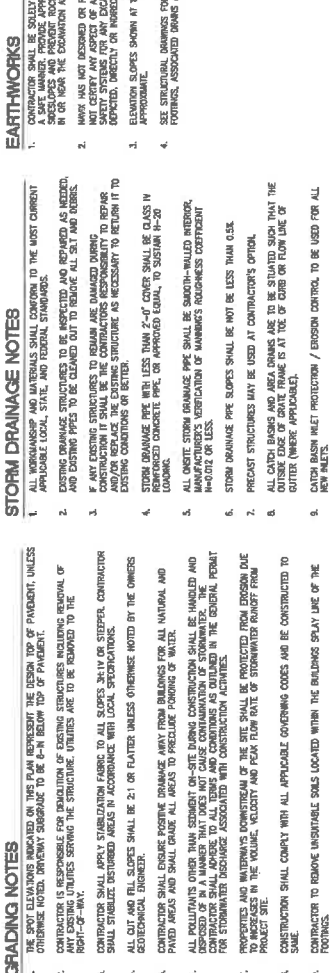 GRADING NOTES
THE SPOT ELEVATIONS INDICATED ON THIS PLAN REPRESENT THE DESIGN TOP OF PAVEMENT, UNLESS
OTHERWISE NOTED. DRIVEWAY SUBGRADE TO BE 8-IN BELOW TOP OF PAVEMENT.
CONTRACTOR IS RESPONSIBLE FOR DEMOLITION OF EXISTING STRUCTURES INCLUDING REMOVAL OF
ANY EXISTING UTILITIES SERVING THE STRUCTURE. UTILITIES ARE TO BE REMOVED TO THE
RIGHT-OF-WAY.
CONTRACTOR SHALL APPLY STABILIZATION FABRIC TO ALL SLOPES 3H:1V OR STEEPER. CONTRACTOR
SHALL STABILIZE DISTURBED AREAS IN ACCORDANCE WITH LOCAL SPECIFICATIONS.
ALL CUT AND FILL SLOPES SHALL BE 2:1 OR FLATTER UNLESS OTHERWISE NOTED BY THE OWNERS
GEOTECHNICAL ENGINEER.
CONTRACTOR SHALL ENSURE POSITIVE DRAINAGE AWAY FROM BUILDINGS FOR ALL NATURAL AND
PAVED AREAS AND SHALL GRADE ALL AREAS TO PRECLUDE PONDING OF WATER.
ALL POLLUTANTS OTHER THAN SEDIMENT ON-SITE DURING CONSTRUCTION SHALL BE HANDLED AND
DISPOSED OF IN A MANNER THAT DOES NOT CAUSE CONTAMINATION OF STORMWATER. THE
CONTRACTOR SHALL ADHERE TO ALL TERMS AND CONDITIONS AS OUTLINED IN THE GENERAL PERMIT
FOR STORMWATER DISCHARGE ASSOCIATED WITH CONSTRUCTION ACTIVITIES.
PROPERTIES AND WATERWAYS DOWNSTREAM OF THE SITE SHALL BE PROTECTED FROM EROSION DUE
TO INCREASES IN THE VOLUME, VELOCITY AND PEAK FLOW RATE OF STORMWATER RUNOFF FROM
PROJECT SITE.
CONSTRUCTION SHALL COMPLY WITH ALL APPLICABLE GOVERNING CODES AND BE CONSTRUCTED TO
SAME.
CONTRACTOR TO REMOVE UNSUITABLE SOILS LOCATED WITHIN THE BUILDINGS SPLAY LINE OF THE
FOOTINGS.
STORM DRAINAGE NOTES
1. ALL WORKMANSHIP AND MATERIALS SHALL CONFORM TO THE MOST CURRENT
APPLICABLE LOCAL, STATE, AND FEDERAL STANDARDS.
2. EXISTING DRAINAGE STRUCTURES TO BE INSPECTED AND REPAIRED AS NEEDED,
AND EXISTING PIPES TO BE CLEANED OUT TO REMOVE ALL SILT AND DEBRIS.
3. IF ANY EXISTING STRUCTURES TO REMAIN ARE DAMAGED DURING
CONSTRUCTION IT SHALL BE THE CONTRACTORS RESPONSIBILITY TO REPAIR
AND/OR REPLACE THE EXISTING STRUCTURE AS NECESSARY TO RETURN IT TO
EXISTING CONDITIONS OR BETTER.
4. STORM DRAINAGE PIPE WITH LESS THAN 2'-0" COVER SHALL BE CLASS IV
REINFORCED CONCRETE PIPE, OR APPROVED EQUAL, TO SUSTAIN H-20
LOADING.
5. ALL ONSITE STORM DRAINAGE PIPE SHALL BE SMOOTH-WALLED INTERIOR,
MANUFACTURER'S VERIFICATION OF MANNING'S ROUGHNESS COEFFICIENT
N=0.012 OR LESS.
6. STORM DRAINAGE PIPE SLOPES SHALL BE NOT BE LESS THAN 0.5%
7. PRECAST STRUCTURES MAY BE USED AT CONTRACTOR'S OPTION.
8. ALL CATCH BASINS AND AREA DRAINS ARE TO BE SITUATED SUCH THAT THE
OUTSIDE EDGE OF GRATE FRAME IS AT TOE OF CURB OR FLOW LINE OF
GUTTER (WHERE APPLICABLE).
9. CATCH BASIN INLET PROTECTION / EROSION CONTROL TO BE USED FOR ALL
NEW INLETS.
EARTHWORKS
1. CONTRACTOR SHALL BE SOLELY
A SAFE MANNER. PROVIDE
SIDESLOPES AND PREVENT
IN OR NEAR THE EXCAVATION
2. HAS NOT DESIGNED OR
NOT CERTIFY ANY ASPECT OF
SAFETY SYSTEMS FOR ANY
DEPICTED, DIRECTLY OR
3. ELEVATION SLOPES SHOWN AT
APPROXIMATE.
4. SEE STRUCTURAL DRAWINGS
FOOTINGS, ASSOCIATED DRAINS